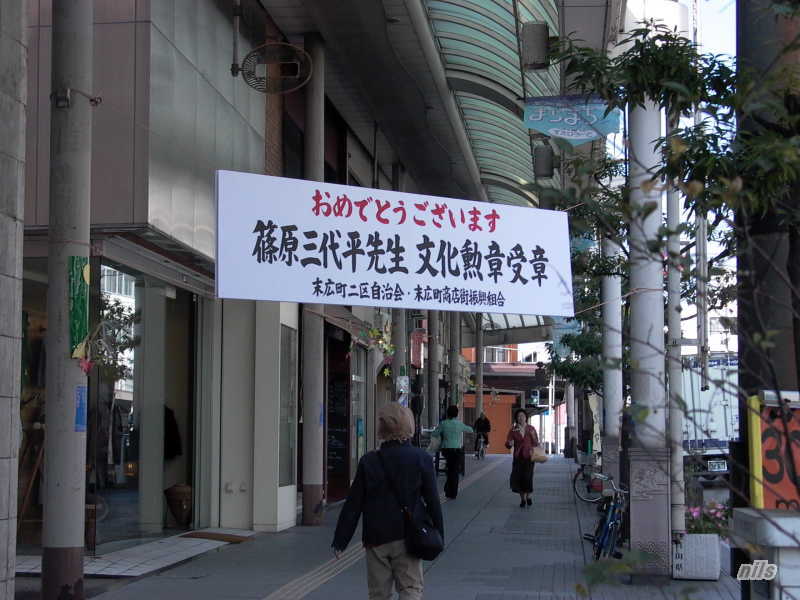 おめでとうございます
篠原三代平先生 文化勲章受章
末広町二区自治会・末広町商店街振興組合
nils